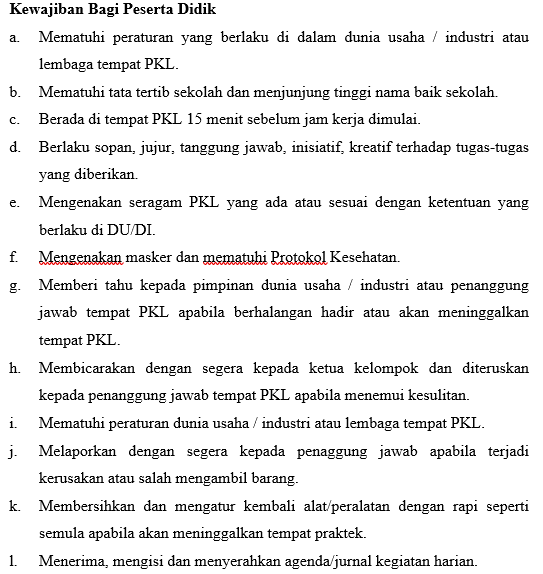 Kewajiban Bagi Peserta Didik
a. Mematuhi peraturan yang berlaku di dalam dunia usaha / industri atau
lembaga tempat PKL.
b. Mematuhi tata tertib sekolah dan menjunjung tinggi nama baik sekolah.
c. Berada di tempat PKL 15 menit sebelum jam kerja dimulai.
d. Berlaku sopan, jujur, tanggung jawab, inisiatif, kreatif terhadap tugas-tugas
yang diberikan.
e. Mengenakan seragam PKL yang ada atau sesuai dengan ketentuan yang
berlaku di DU/DI.
f. Mengenakan masker dan mematuhi Protokol Kesehatan.
g. Memberi tahu kepada pimpinan dunia usaha / industri atau penanggung
jawab tempat PKL apabila berhalangan hadir atau akan meninggalkan
tempat PKL.
h. Membicarakan dengan segera kepada ketua kelompok dan diteruskan
kepada penanggung jawab tempat PKL apabila menemui kesulitan.
i. Mematuhi peraturan dunia usaha / industri atau lembaga tempat PKL.
j. Melaporkan dengan segera kepada penaggung jawab apabila terjadi
kerusakan atau salah mengambil barang.
k. Membersihkan dan mengatur kembali alat/peralatan dengan rapi seperti
semula apabila akan meninggalkan tempat praktek.
l. Menerima, mengisi dan menyerahkan agenda/jurnal kegiatan harian.